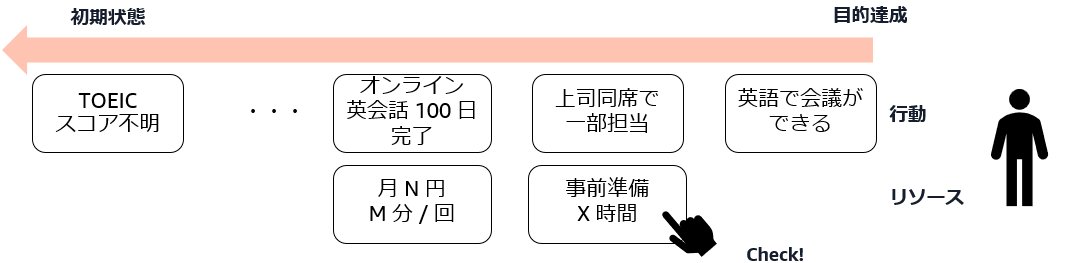 初期状態
目的達成
TOEIC
スコア不明
・・・
オンライン
英会話 100 日
完了
上司同席で
一部担当
英語で会議が
できる
行動
月 N 円
M 分 / 回
事前準備
X 時間
リソース
Check!